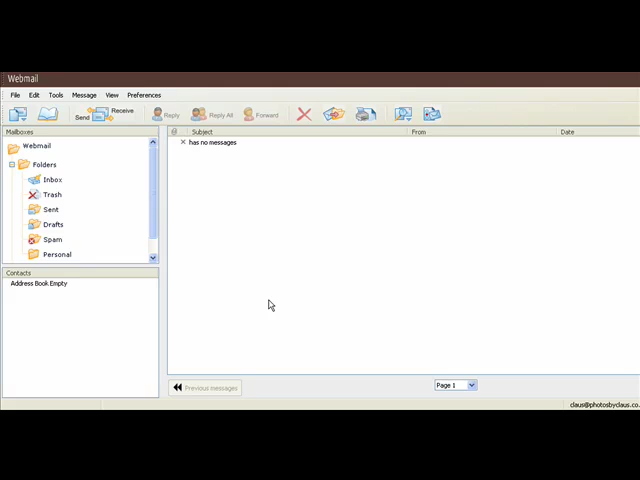 Webmail
File Edit Tools Message View Preferences
Send Receive Reply Reply All Forward
Mailboxes
Subject From Date
Webmail
has no messages
Folders
Inbox
Trash
Sent
Drafts
Spam
Personal
Contacts
Address Book Empty
Previous messages
Page 1
claus@photosbyclaus.co.